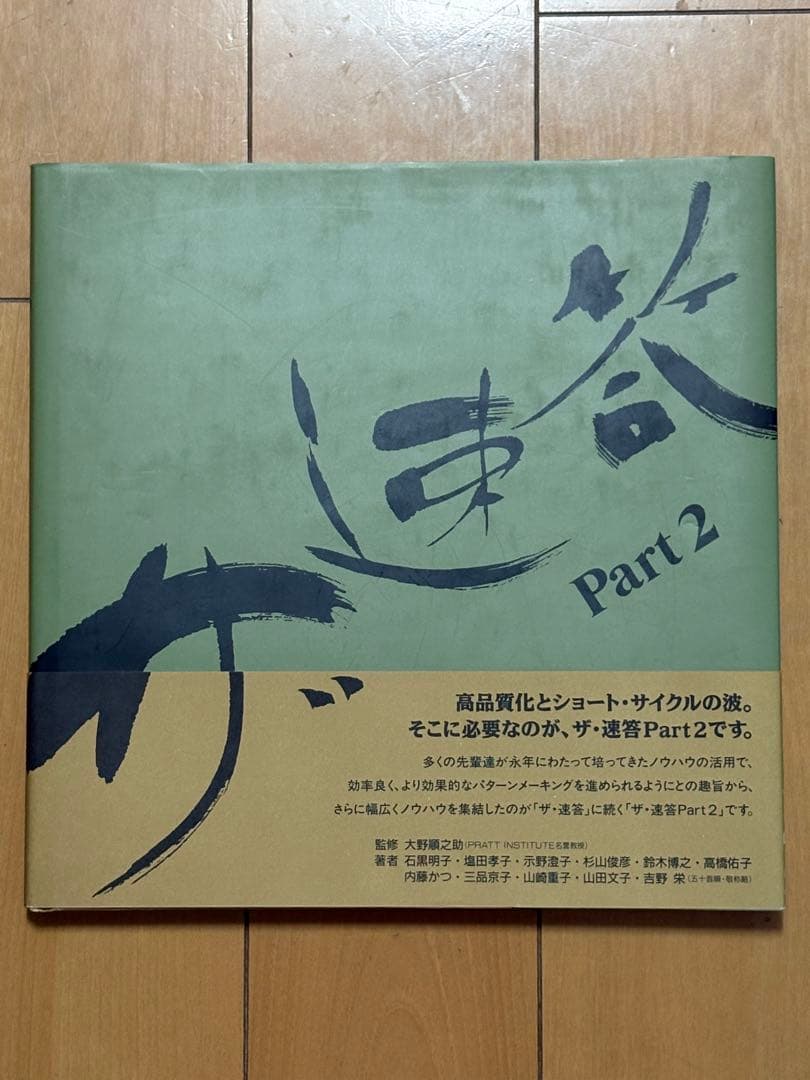 ザ
速
答
Part 2
高品質化とショート・サイクルの波。
そこに必要なのが、ザ・速答Part2です。
多くの先輩達が永年にわたって培ってきたノウハウの活用で、
効率良く、より効果的なパターンメーキングを進められるようにとの趣旨から、
さらに幅広くノウハウを集結したのが「ザ・速答」に続く「ザ・速答Part2」です。
監修 大野順之助(PRATT INSTITUTE名誉教授)
著者 石黒明子・塩田孝子・示野澄子・杉山俊彦・鈴木博之・高橋佑子
内藤かつ・三品京子・山崎重子・山田文子・吉野 栄(五十音順・敬称略)